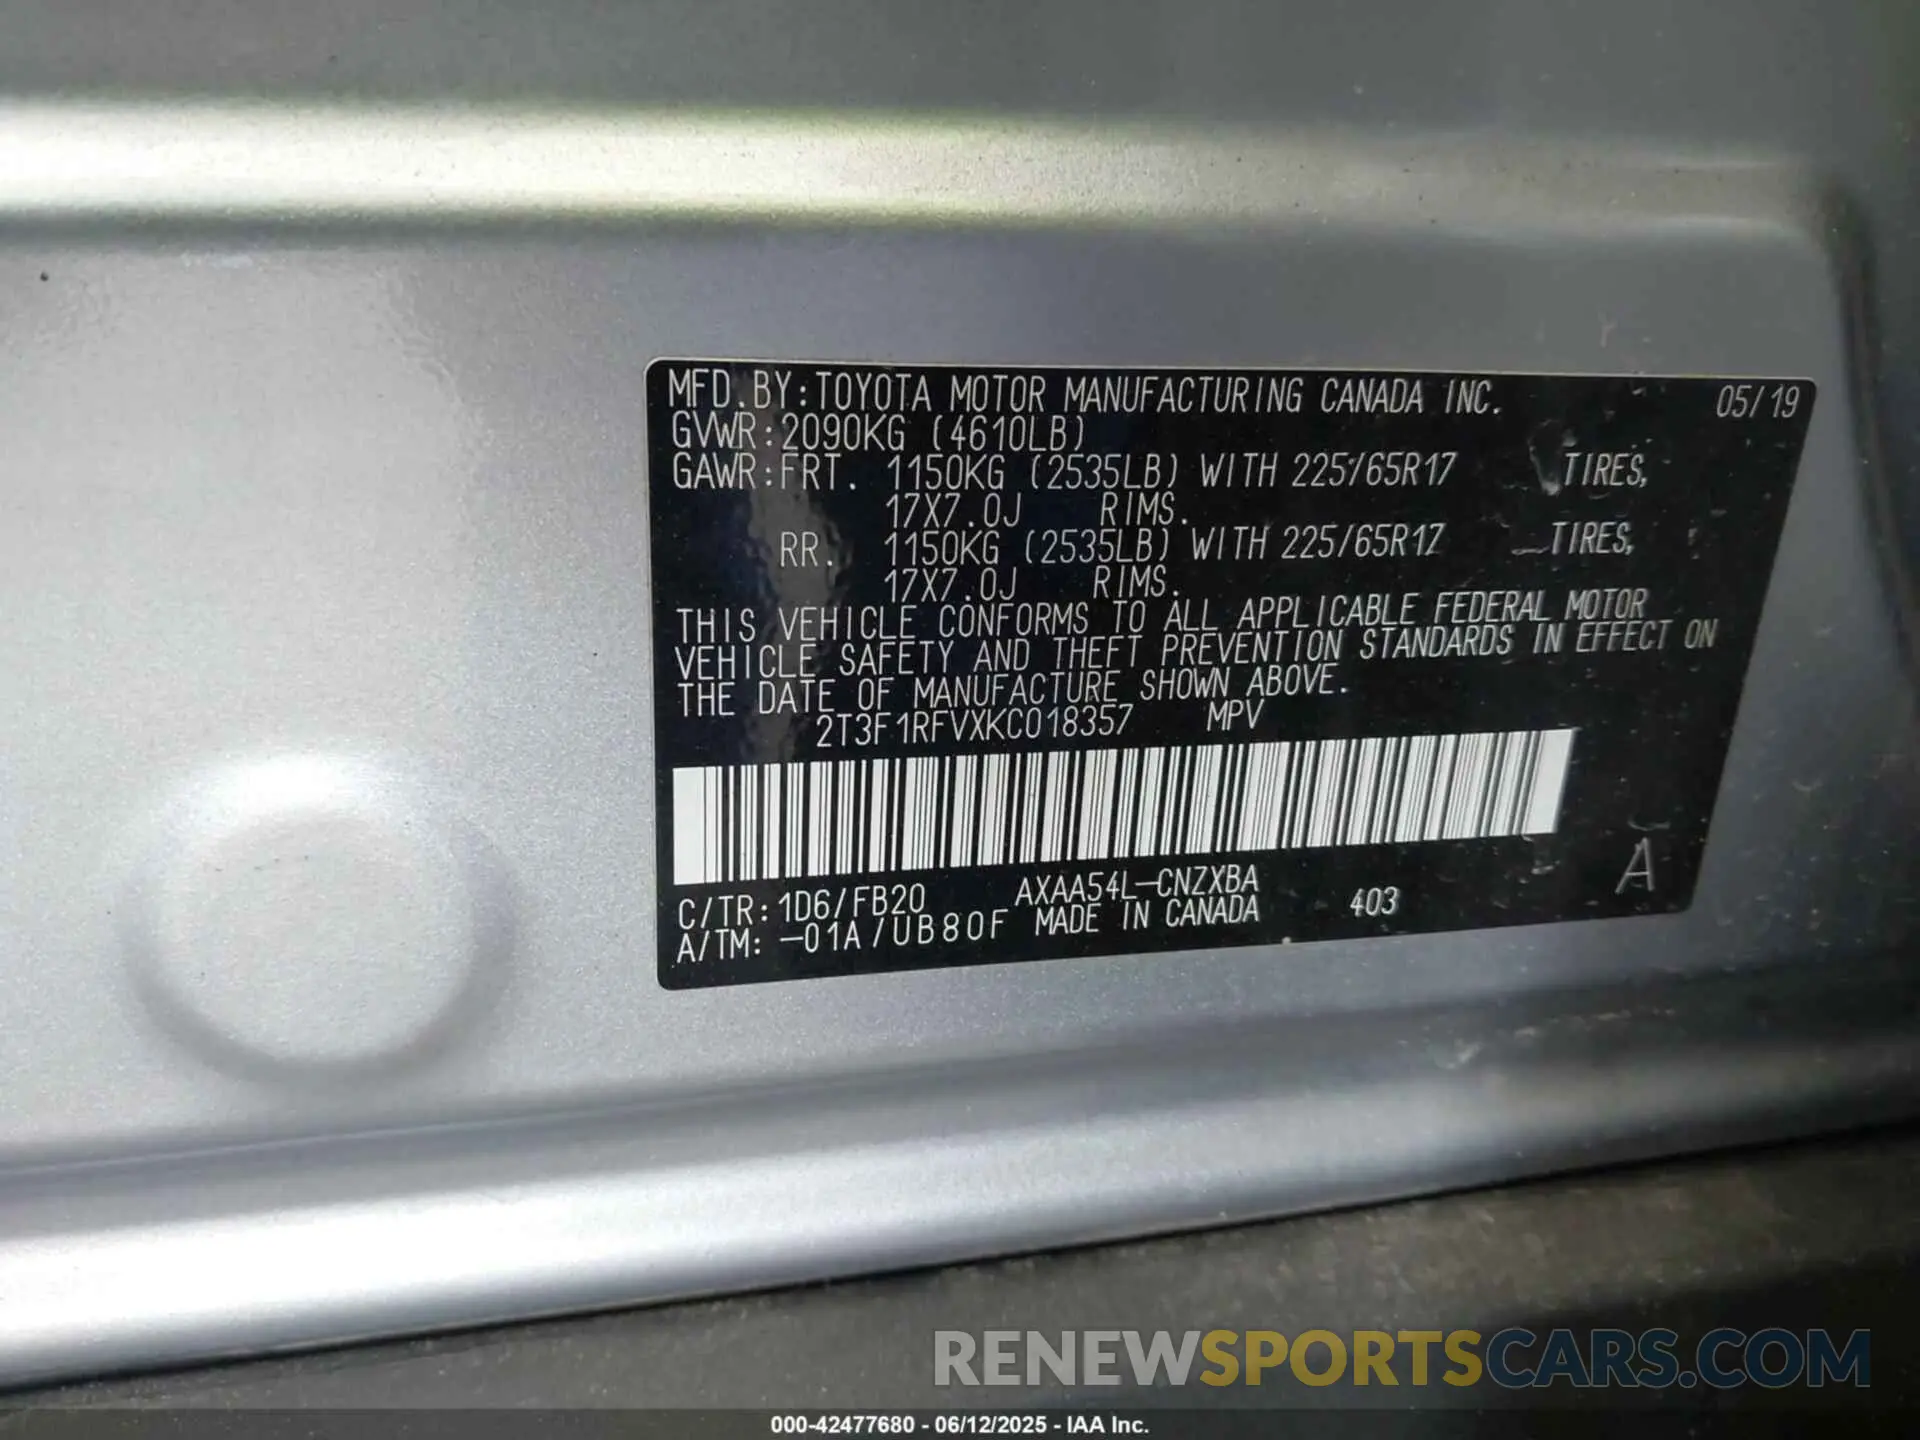 MFD.BY:TOYOTA MOTOR MANUFACTURING CANADA INC. 05/19
GVWR:2090KG (4610LB)
GAWR:FRT. 1150KG (2535LB) WITH 225/65R17 TIRES,
17X7.0J RIMS.
RR. 1150KG (2535LB) WITH 225/65R17 TIRES,
17X7.0J RIMS.
THIS VEHICLE CONFORMS TO ALL APPLICABLE FEDERAL MOTOR
VEHICLE SAFETY AND THEFT PREVENTION STANDARDS IN EFFECT ON
THE DATE OF MANUFACTURE SHOWN ABOVE.
2T3F1RFVXKC018357 MPV
A
C/TR:1D6/FB20 AXAA54L-CNZXBA
A/TM:-01A/UB80F MADE IN CANADA 403
RENEWSPORTSCARS.COM
000-42477680 - 06/12/2025 - IAA Inc.